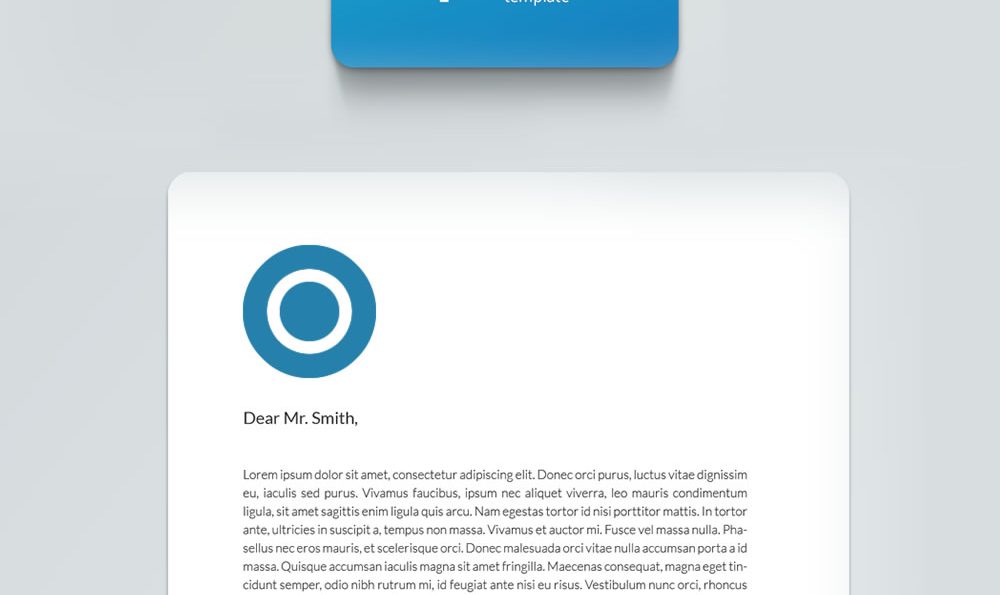 template
Dear Mr. Smith,
Lorem ipsum dolor sit amet, consectetur adipiscing elit. Donec orci purus, luctus vitae dignissim
eu, iaculis sed purus. Vivamus faucibus, ipsum nec aliquet viverra, leo mauris condimentum
ligula, sit amet sagittis enim ligula quis arcu. Nam egestas tortor id nisi porttitor mattis. In tortor
ante, ultricies in suscipit a, tempus non massa. Vivamus et auctor mi. Fusce vel massa nulla. Pha-
sellus nec eros mauris, et scelerisque orci. Donec malesuada orci vitae nulla accumsan porta a id
massa. Quisque accumsan iaculis magna sit amet fringilla. Maecenas consequat, magna eget tin-
cidunt semper, odio nibh rutrum mi, id feugiat ante nisi eu risus. Vestibulum nunc orci, rhoncus